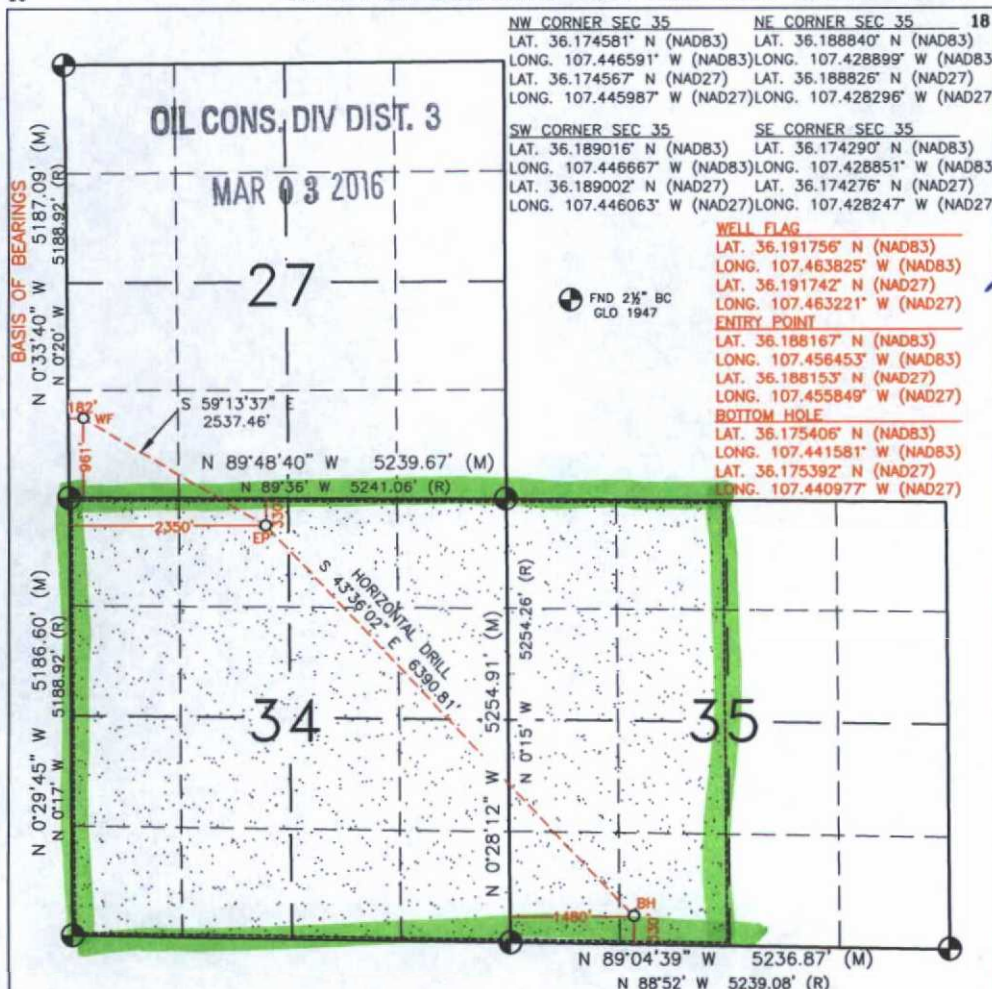 NW CORNER SEC 35 NE CORNER SEC 35 18
LAT. 36.174581° N (NAD83) LAT. 36.188840° N (NAD83)
LONG. 107.446591° W (NAD83) LONG. 107.428899° W (NAD83
LAT. 36.174567° N (NAD27) LAT. 36.188826° N (NAD27)
LONG. 107.445987° W (NAD27) LONG. 107.428296° W (NAD27
SW CORNER SEC 35 SE CORNER SEC 35
LAT. 36.189016° N (NAD83) LAT. 36.174290° N (NAD83)
LONG. 107.446667° W (NAD83) LONG. 107.428851° W (NAD83
LAT. 36.189002° N (NAD27) LAT. 36.174276° N (NAD27)
LONG. 107.446063° W (NAD27) LONG. 107.428247° W (NAD27
OIL CONS. DIV DIST. 3
MAR 03 2016
WELL FLAG
LAT. 36.191756° N (NAD83)
LONG. 107.463825° W (NAD83)
LAT. 36.191742° N (NAD27)
LONG. 107.463221° W (NAD27)
ENTRY POINT
LAT. 36.188167° N (NAD83)
LONG. 107.456453° W (NAD83)
LAT. 36.188153° N (NAD27)
LONG. 107.455849° W (NAD27)
BOTTOM HOLE
LAT. 36.175406° N (NAD83)
LONG. 107.441581° W (NAD83)
LAT. 36.175392° N (NAD27)
LONG. 107.440977° W (NAD27)
BASIS OF BEARINGS
N 0°33'40" W 5187.09' (M)
N 0°20' W 5188.92' (R)
27
FND 2½" BC
GLO 1947
182'
WF
961'
S 59°13'37" E
2537.46'
N 89°48'40" W 5239.67' (M)
N 89°36' W 5241.06' (R)
2350'
330'
EP
HORIZONTAL DRILL
S 43°36'02" E 6390.81'
N 0°29'45" W 5186.60' (M)
N 0°17' W 5188.92' (R)
34
N 0°28'12" W 5254.91' (M)
N 0°15' W 5254.26' (R)
35
BH
1480'
330'
N 89°04'39" W 5236.87' (M)
N 88°52' W 5239.08' (R)